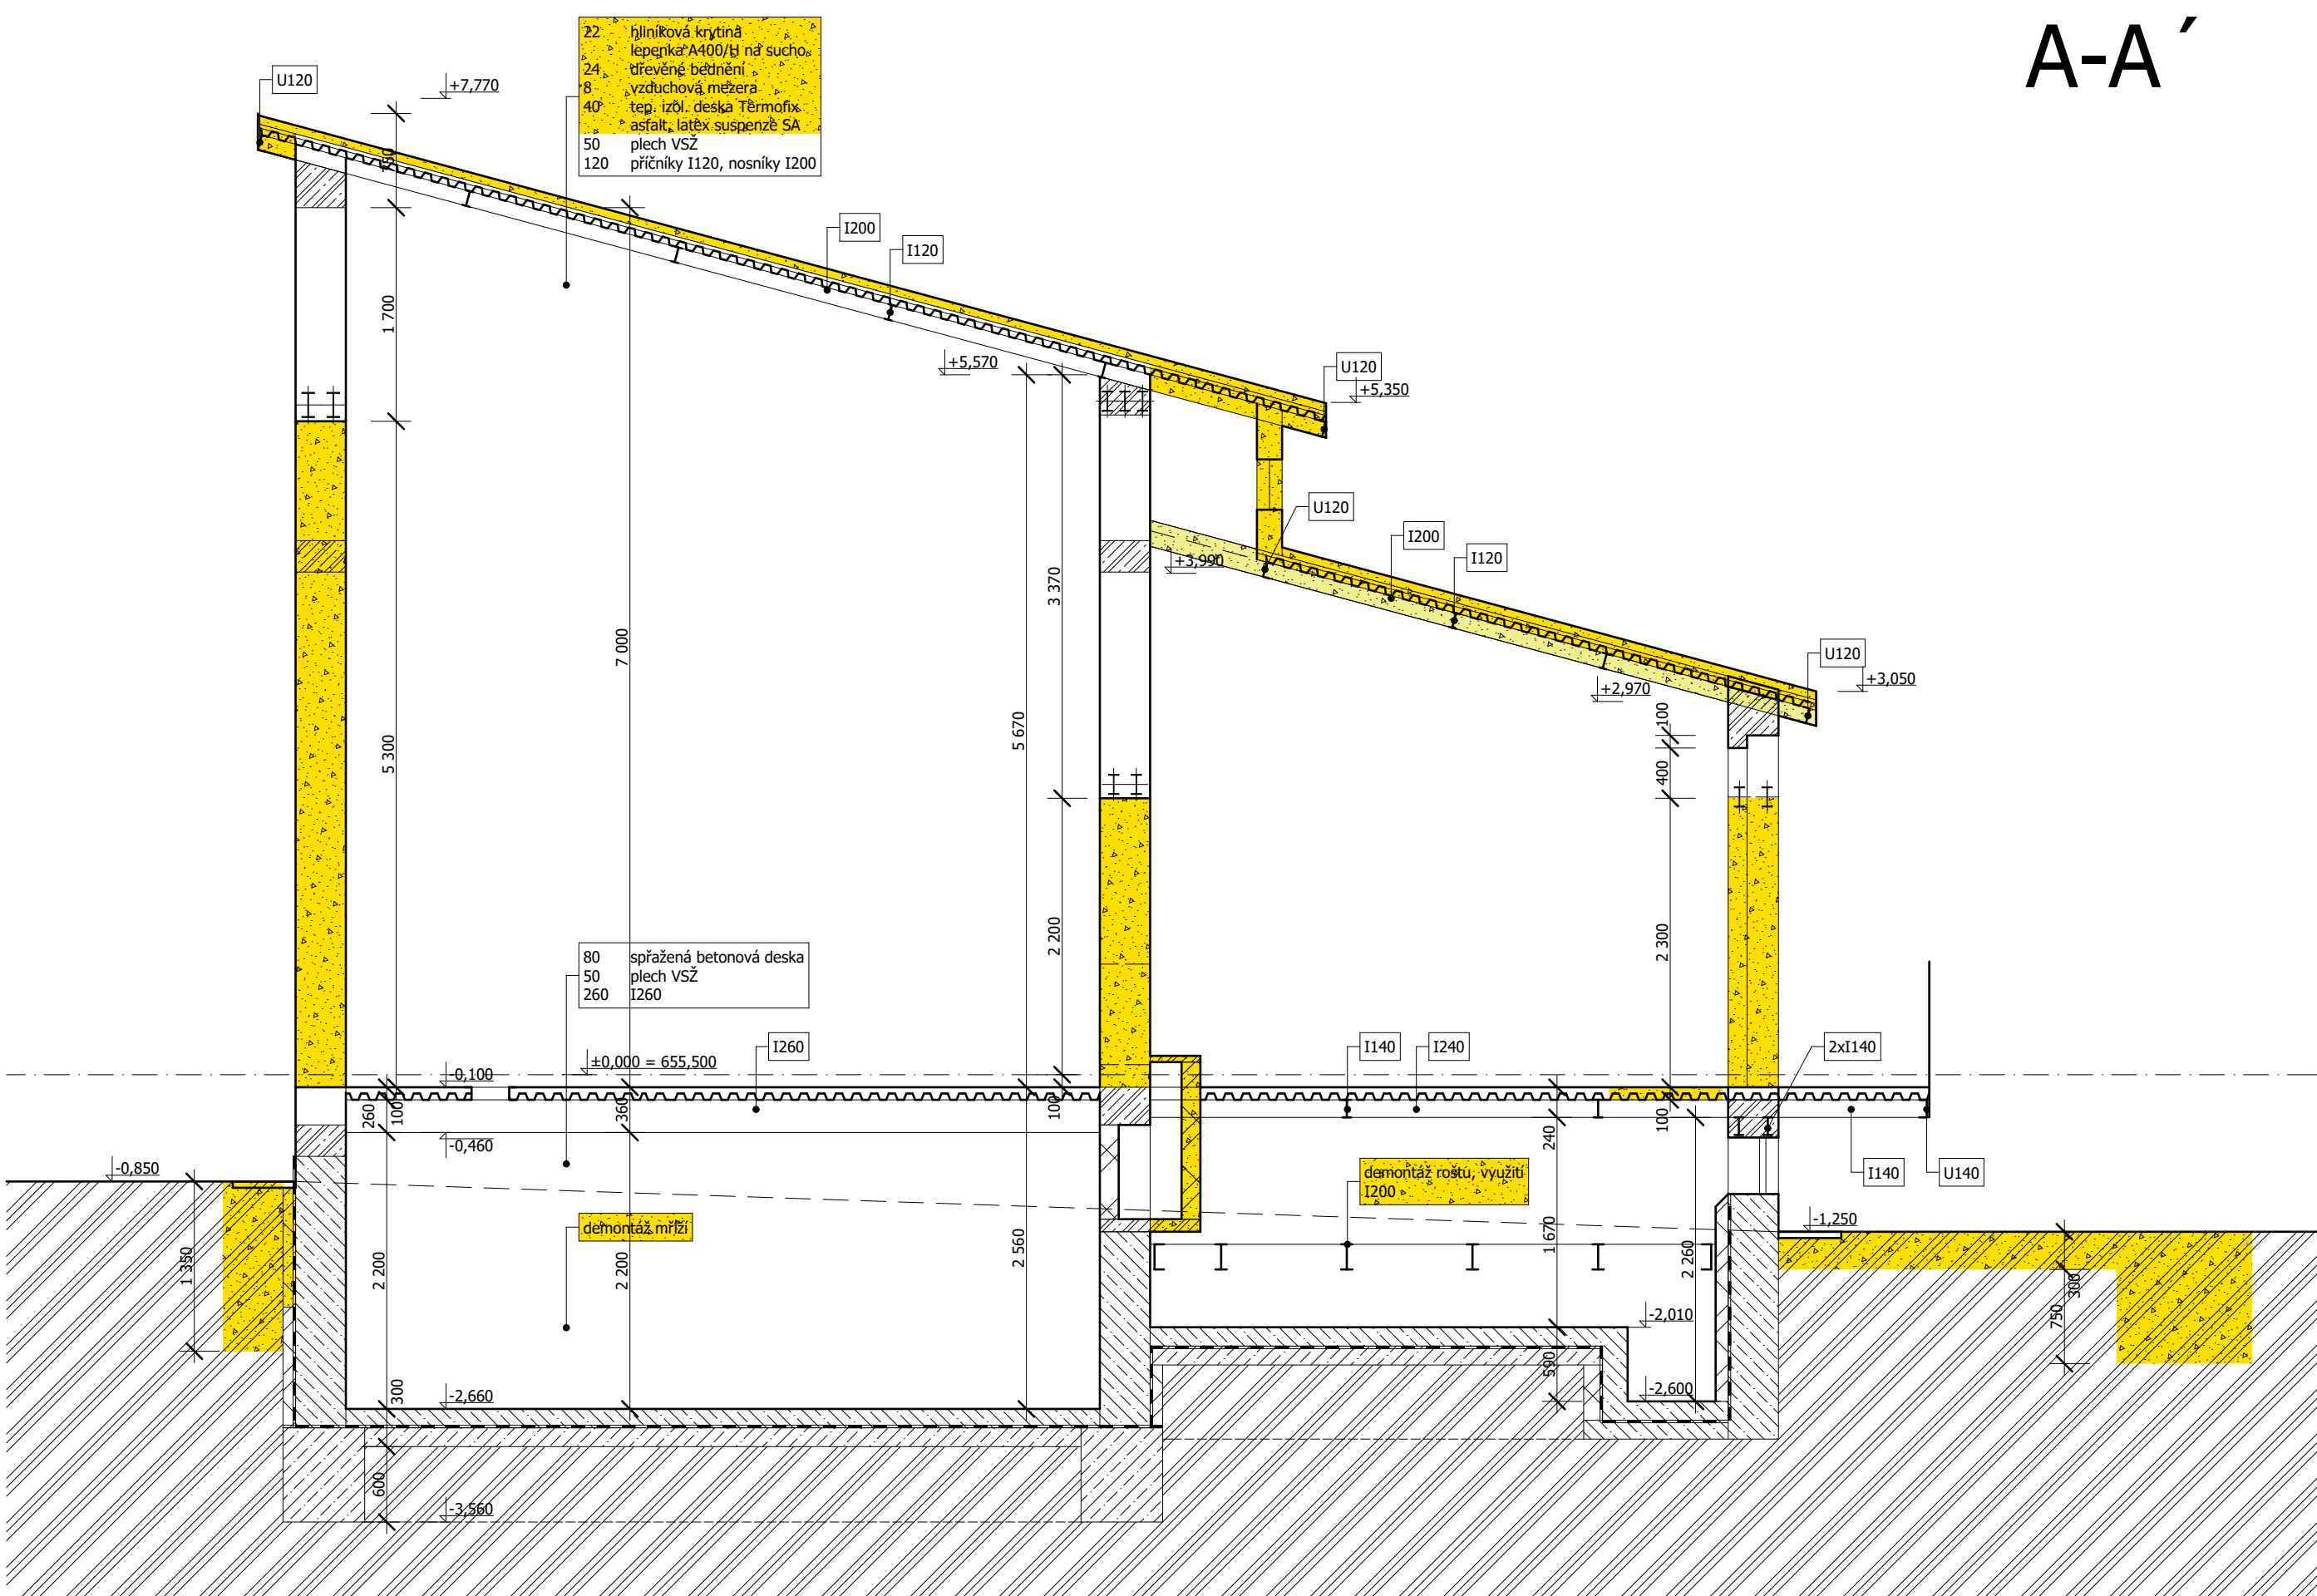 A-A´
22 hliníková krytina
lepenka A400/H na sucho
24 dřevěné bednění
8 vzduchová mezera
40 tep. izol. deska Termofix
asfalt. latex suspenze SA
50 plech VSŽ
120 příčníky I120, nosníky I200
U120
+7,770
750
1 700
I200
I120
+5,570
U120
+5,350
U120
I200
I120
+3,990
3 370
7 000
5 300
5 670
U120
+3,050
+2,970
100
400
2 300
2 200
80 spřažená betonová deska
50 plech VSŽ
260 I260
I260
±0,000 = 655,500
-0,100
I140
I240
2xI140
260
100
360
100
100
240
-0,460
-0,850
demontáž roštu, využití
I200
I140
U140
demontáž mříží
-1,250
1 350
2 200
2 200
2 560
1 670
2 260
300
750
-2,010
590
-2,600
300
-2,660
600
-3,560